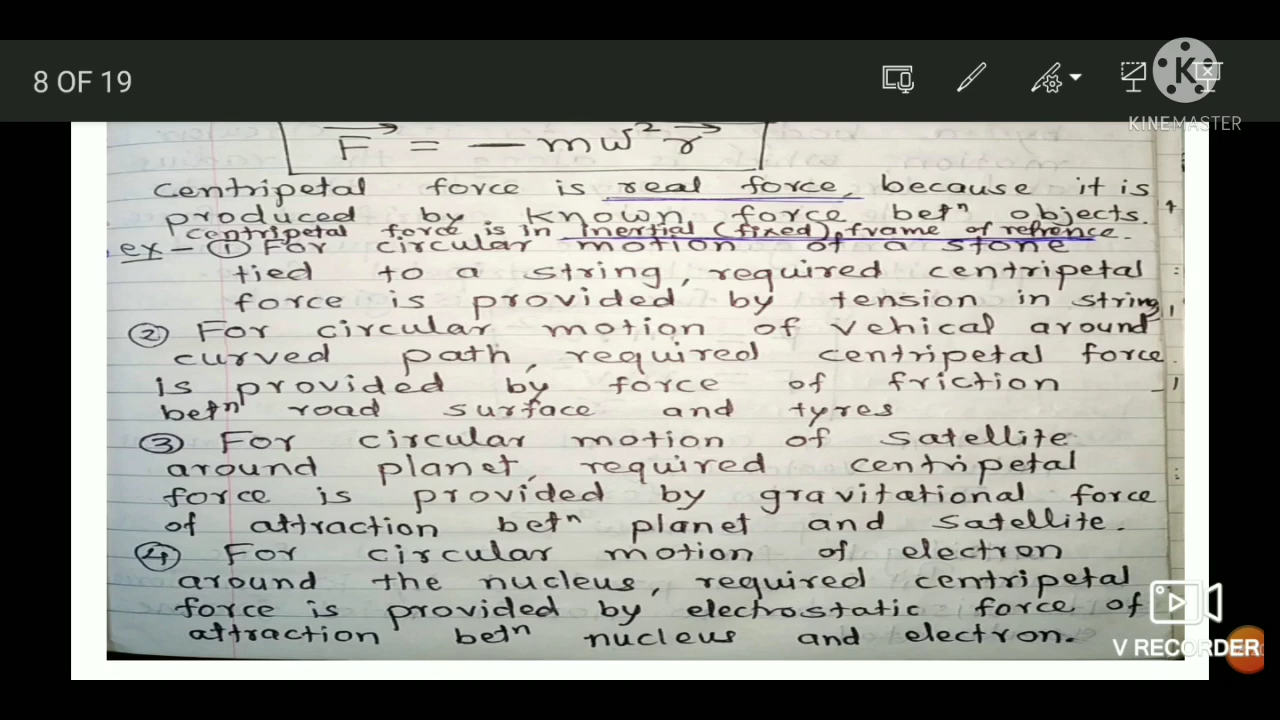 8 OF 19
K
KINEMASTER
F = - mω² r
centripetal force is real force, because it is
produced by known force betⁿ objects.
centripetal force is in inertial (fixed) frame of refrence.
ex - ① For circular motion of a stone
tied to a string, required centripetal
force is provided by tension in string
② For circular motion of vehical around
curved path, required centripetal force
is provided by force of friction
betⁿ road surface and tyres
③ For circular motion of satellite
around planet, required centripetal
force is provided by gravitational force
of attraction betⁿ planet and satellite.
④ For circular motion of electron
around the nucleus, required centripetal
force is provided by electrostatic force of
attraction betⁿ nucleus and electron.
V RECORDER